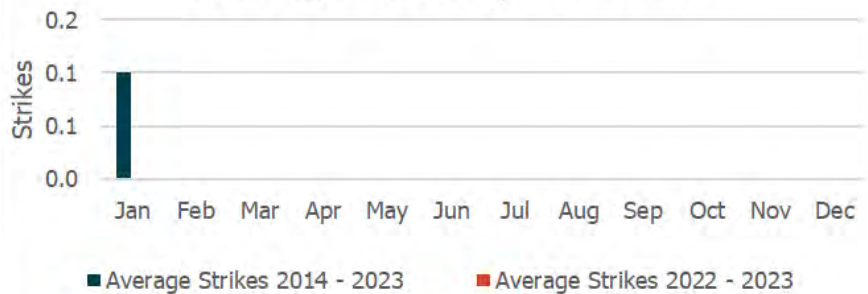 0.2
0.1
0.1
0.0
Strikes
Jan Feb Mar Apr May Jun Jul Aug Sep Oct Nov Dec
Average Strikes 2014 - 2023 Average Strikes 2022 - 2023